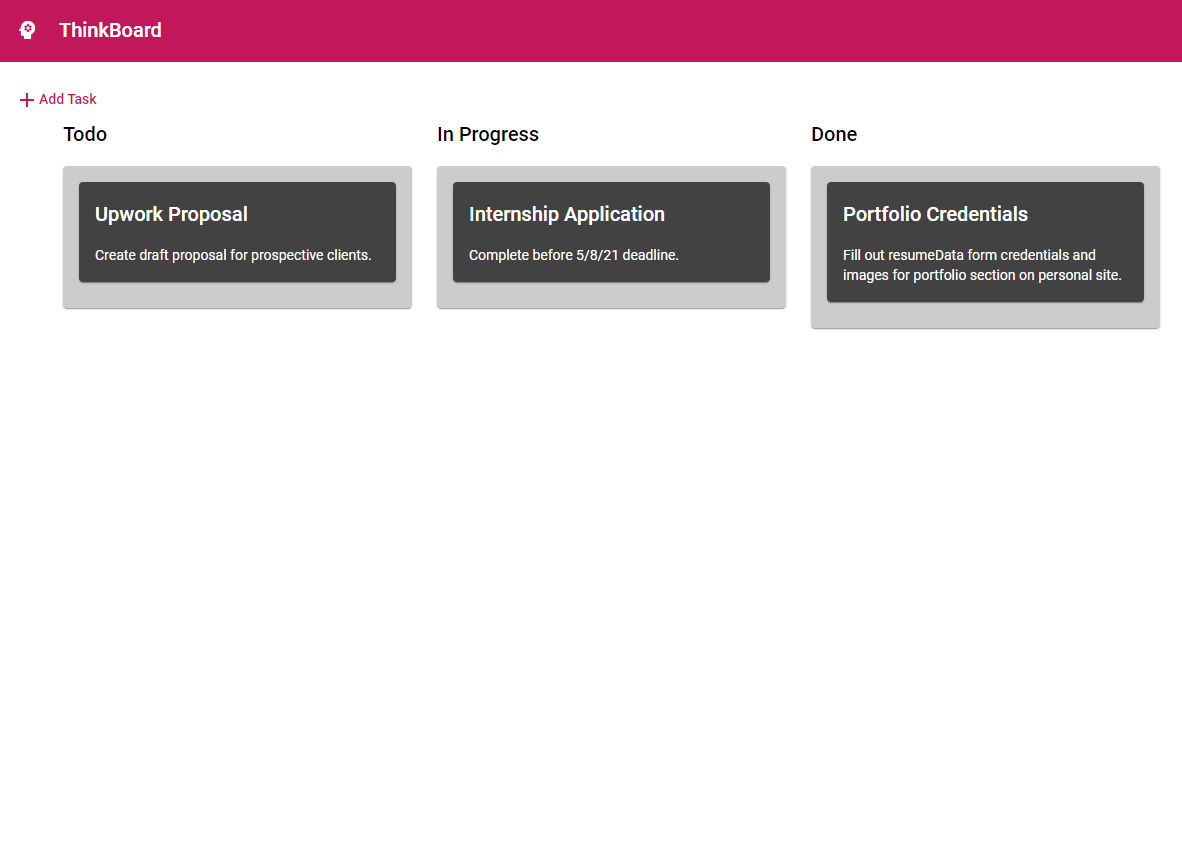 ThinkBoard
Add Task
Todo
Upwork Proposal
Create draft proposal for prospective clients.
In Progress
Internship Application
Complete before 5/8/21 deadline.
Done
Portfolio Credentials
Fill out resumeData form credentials and
images for portfolio section on personal site.